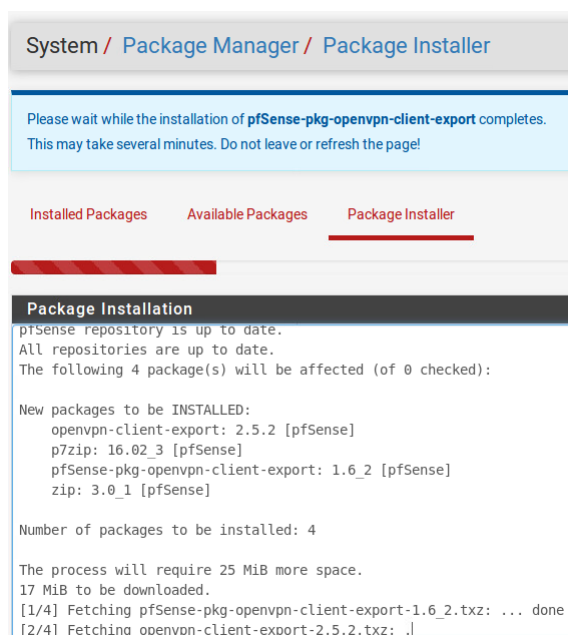 System / Package Manager / Package Installer
Please wait while the installation of pfSense-pkg-openvpn-client-export completes.
This may take several minutes. Do not leave or refresh the page!
Installed Packages Available Packages Package Installer
Package Installation
pfSense repository is up to date.
All repositories are up to date.
The following 4 package(s) will be affected (of 0 checked):
New packages to be INSTALLED:
openvpn-client-export: 2.5.2 [pfSense]
p7zip: 16.02_3 [pfSense]
pfSense-pkg-openvpn-client-export: 1.6_2 [pfSense]
zip: 3.0_1 [pfSense]
Number of packages to be installed: 4
The process will require 25 MiB more space.
17 MiB to be downloaded.
[1/4] Fetching pfSense-pkg-openvpn-client-export-1.6_2.txz: ... done
[2/4] Fetching openvpn-client-export-2.5.2.txz: .